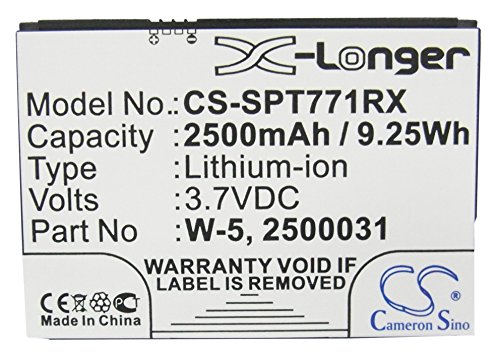 X-Longer
Model No.: CS-SPT771RX
Capacity: 2500mAh / 9.25Wh
Type: Lithium-ion
Volts: 3.7VDC
Part No.: W-5, 2500031
WARRANTY VOID IF
LABEL IS REMOVED
Made In China
CE
CS
Cameron Sino